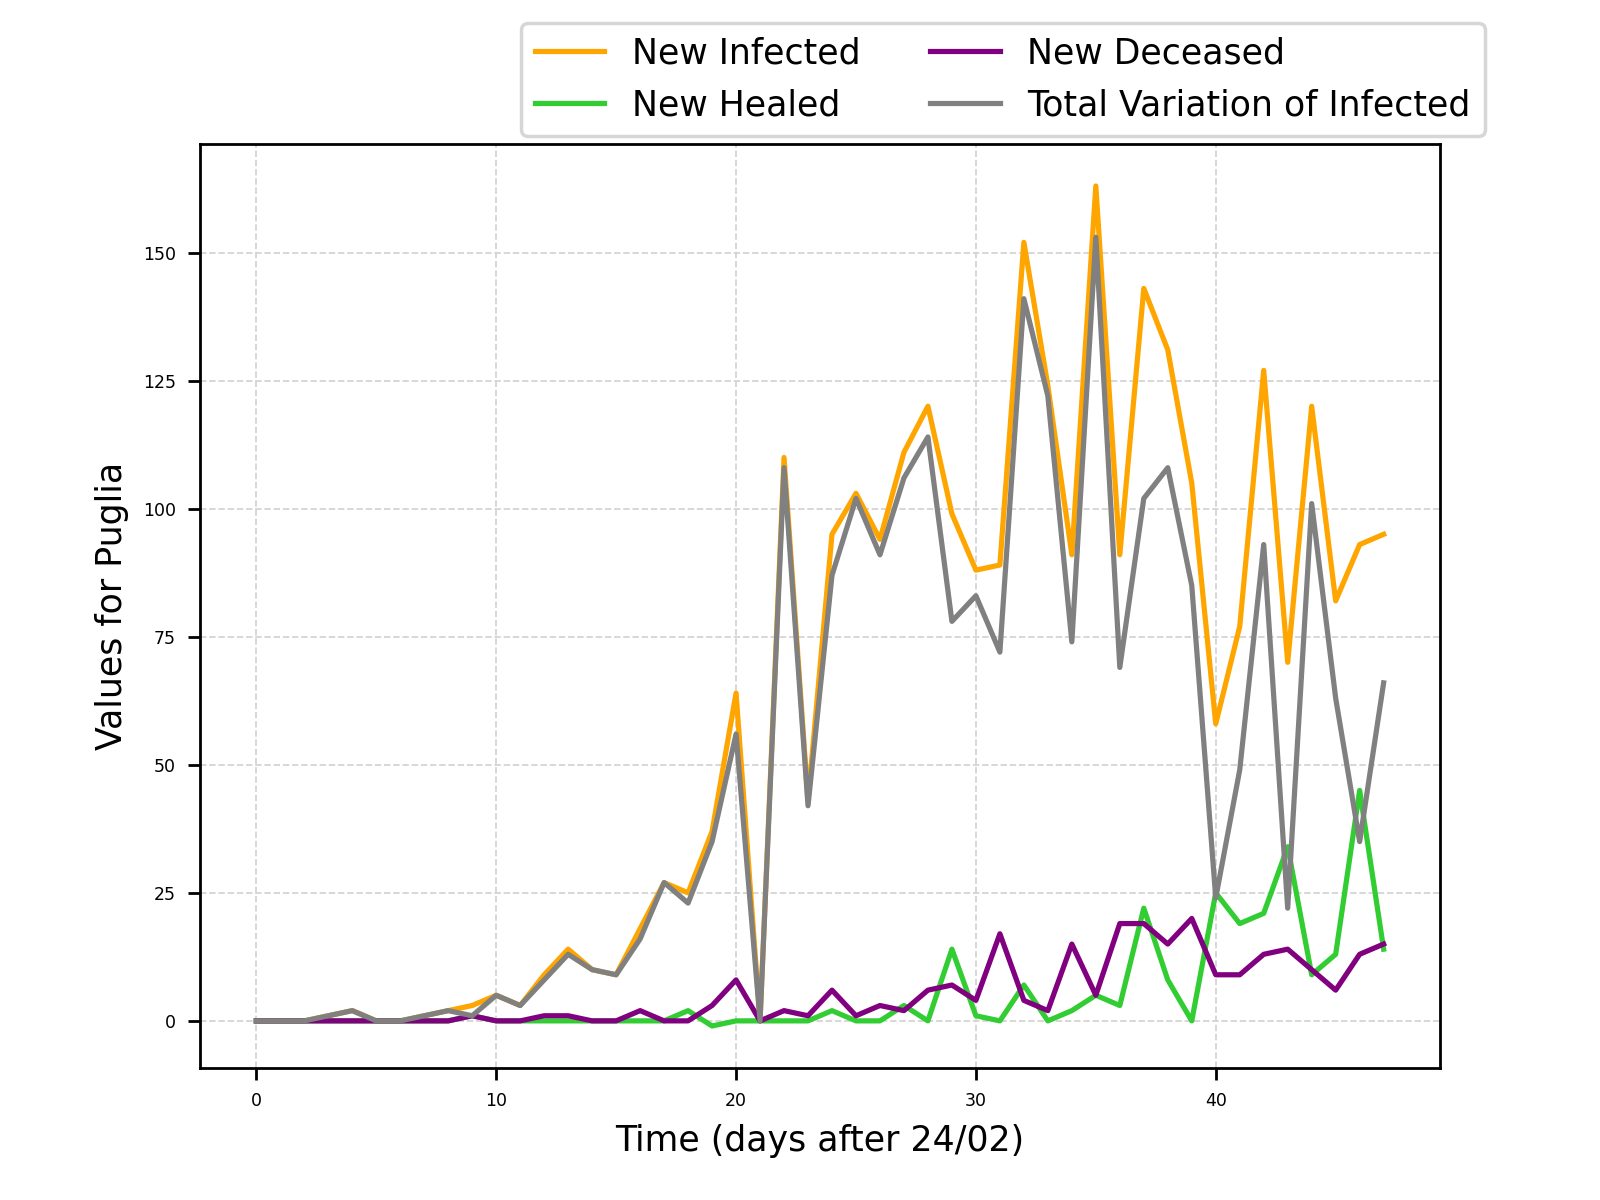 New Infected
New Healed
New Deceased
Total Variation of Infected
Values for Puglia
150
125
100
75
50
25
0
0 10 20 30 40
Time (days after 24/02)